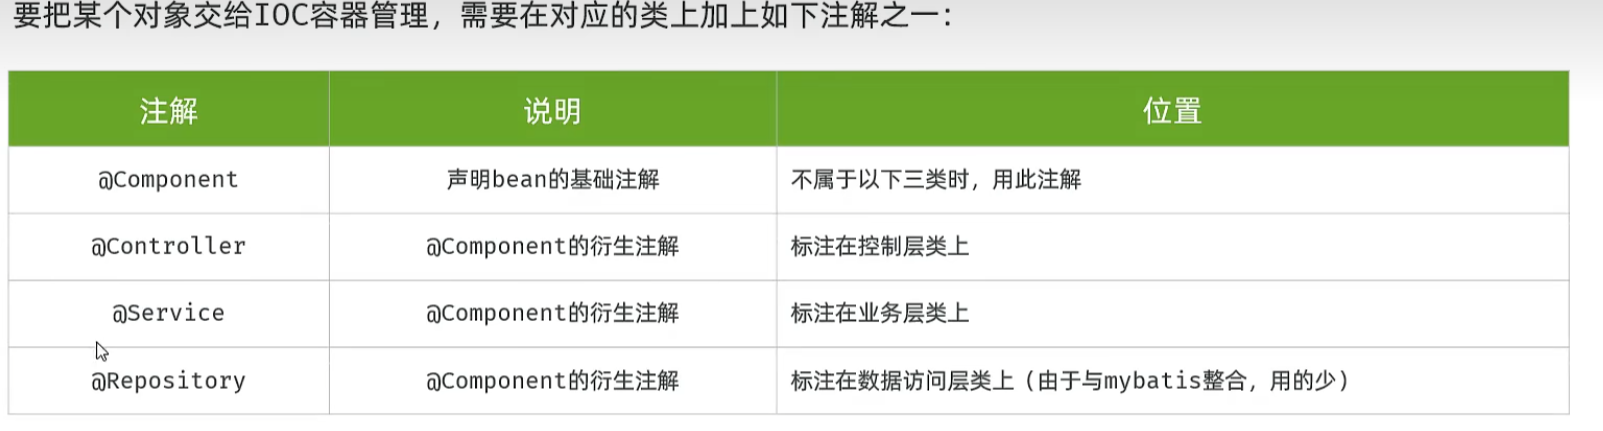 要把某个对象交给IOC容器管理，需要在对应的类上加上如下注解之一：
注解 说明 位置
@Component 声明bean的基础注解 不属于以下三类时，用此注解
@Controller @Component的衍生注解 标注在控制层类上
@Service @Component的衍生注解 标注在业务层类上
@Repository @Component的衍生注解 标注在数据访问层类上（由于与mybatis整合，用的少）